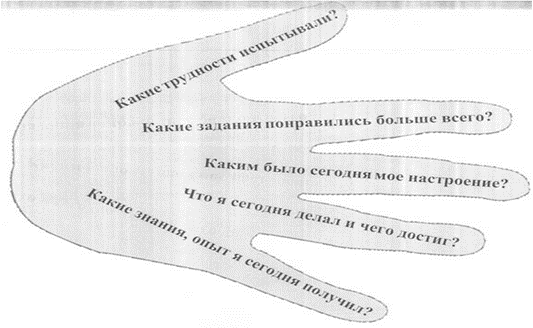 Какие трудности испытывали?
Какие задания понравились больше всего?
Каким было сегодня мое настроение?
Что я сегодня делал и чего достиг?
Какие знания, опыт я сегодня получил?